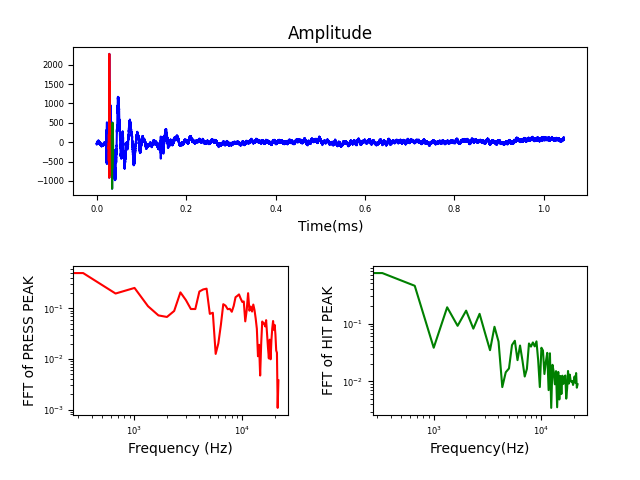 Amplitude
2000
1500
1000
500
0
−500
−1000
0.0 0.2 0.4 0.6 0.8 1.0
Time(ms)
FFT of PRESS PEAK
10⁻¹
10⁻²
10⁻³
10³ 10⁴
Frequency (Hz)
FFT of HIT PEAK
10⁻¹
10⁻²
10³ 10⁴
Frequency(Hz)